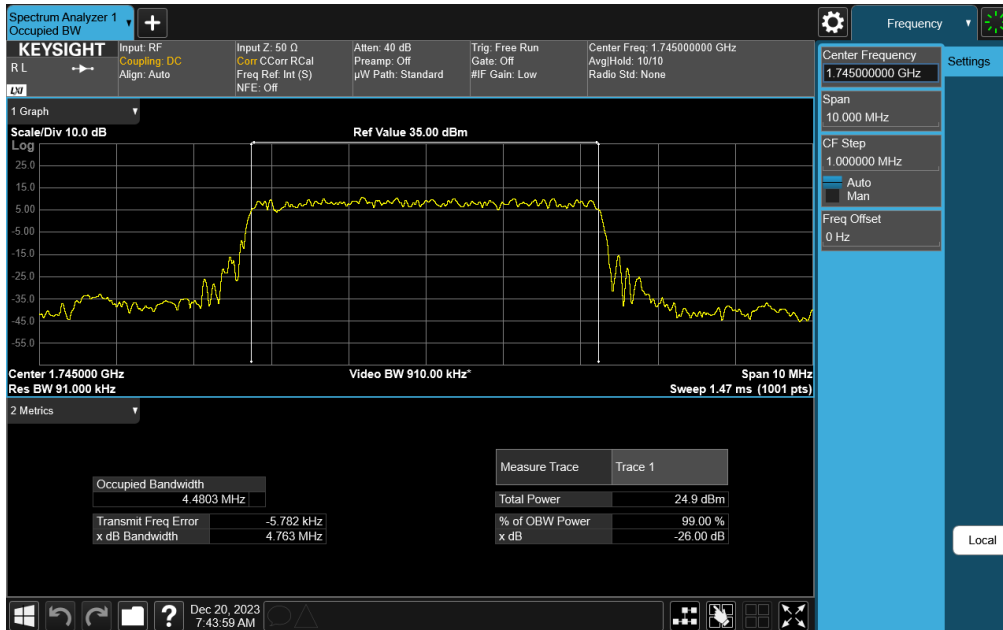 Spectrum Analyzer 1
Occupied BW
Frequency
KEYSIGHT
R L
LXI
Input: RF
Coupling: DC
Align: Auto
Input Z: 50 Ω
Corr CCorr RCal
Freq Ref: Int (S)
NFE: Off
Atten: 40 dB
Preamp: Off
µW Path: Standard
Trig: Free Run
Gate: Off
#IF Gain: Low
Center Freq: 1.745000000 GHz
Avg|Hold: 10/10
Radio Std: None
Center Frequency
1.745000000 GHz
Settings
Span
10.000 MHz
CF Step
1.000000 MHz
Auto
Man
Freq Offset
0 Hz
Local
1 Graph
Scale/Div 10.0 dB
Ref Value 35.00 dBm
Log
25.0
15.0
5.00
-5.00
-15.0
-25.0
-35.0
-45.0
-55.0
Center 1.745000 GHz
Video BW 910.00 kHz*
Span 10 MHz
Res BW 91.000 kHz
Sweep 1.47 ms (1001 pts)
2 Metrics
Occupied Bandwidth
4.4803 MHz
Transmit Freq Error -5.782 kHz
x dB Bandwidth 4.763 MHz
Measure Trace Trace 1
Total Power 24.9 dBm
% of OBW Power 99.00 %
x dB -26.00 dB
?
Dec 20, 2023
7:43:59 AM